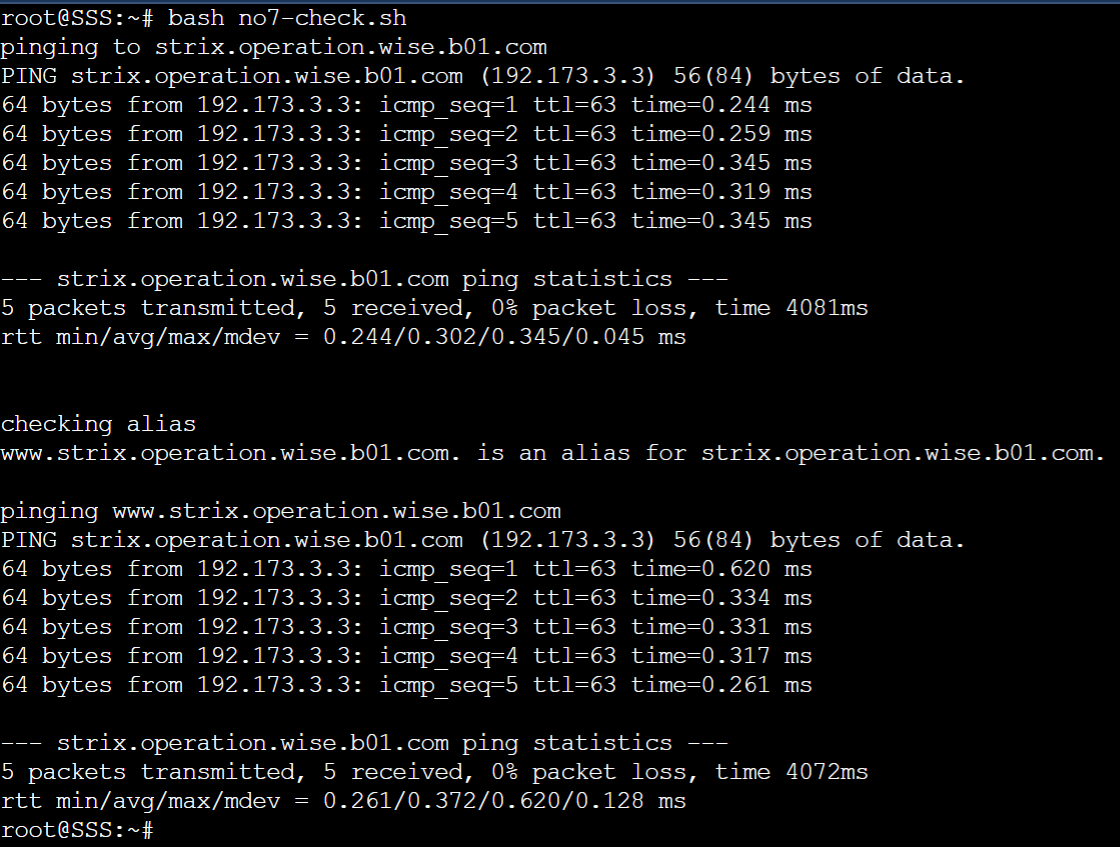 root@SSS:~# bash no7-check.sh
pinging to strix.operation.wise.b01.com
PING strix.operation.wise.b01.com (192.173.3.3) 56(84) bytes of data.
64 bytes from 192.173.3.3: icmp_seq=1 ttl=63 time=0.244 ms
64 bytes from 192.173.3.3: icmp_seq=2 ttl=63 time=0.259 ms
64 bytes from 192.173.3.3: icmp_seq=3 ttl=63 time=0.345 ms
64 bytes from 192.173.3.3: icmp_seq=4 ttl=63 time=0.319 ms
64 bytes from 192.173.3.3: icmp_seq=5 ttl=63 time=0.345 ms
--- strix.operation.wise.b01.com ping statistics ---
5 packets transmitted, 5 received, 0% packet loss, time 4081ms
rtt min/avg/max/mdev = 0.244/0.302/0.345/0.045 ms
checking alias
www.strix.operation.wise.b01.com. is an alias for strix.operation.wise.b01.com.
pinging www.strix.operation.wise.b01.com
PING strix.operation.wise.b01.com (192.173.3.3) 56(84) bytes of data.
64 bytes from 192.173.3.3: icmp_seq=1 ttl=63 time=0.620 ms
64 bytes from 192.173.3.3: icmp_seq=2 ttl=63 time=0.334 ms
64 bytes from 192.173.3.3: icmp_seq=3 ttl=63 time=0.331 ms
64 bytes from 192.173.3.3: icmp_seq=4 ttl=63 time=0.317 ms
64 bytes from 192.173.3.3: icmp_seq=5 ttl=63 time=0.261 ms
--- strix.operation.wise.b01.com ping statistics ---
5 packets transmitted, 5 received, 0% packet loss, time 4072ms
rtt min/avg/max/mdev = 0.261/0.372/0.620/0.128 ms
root@SSS:~#